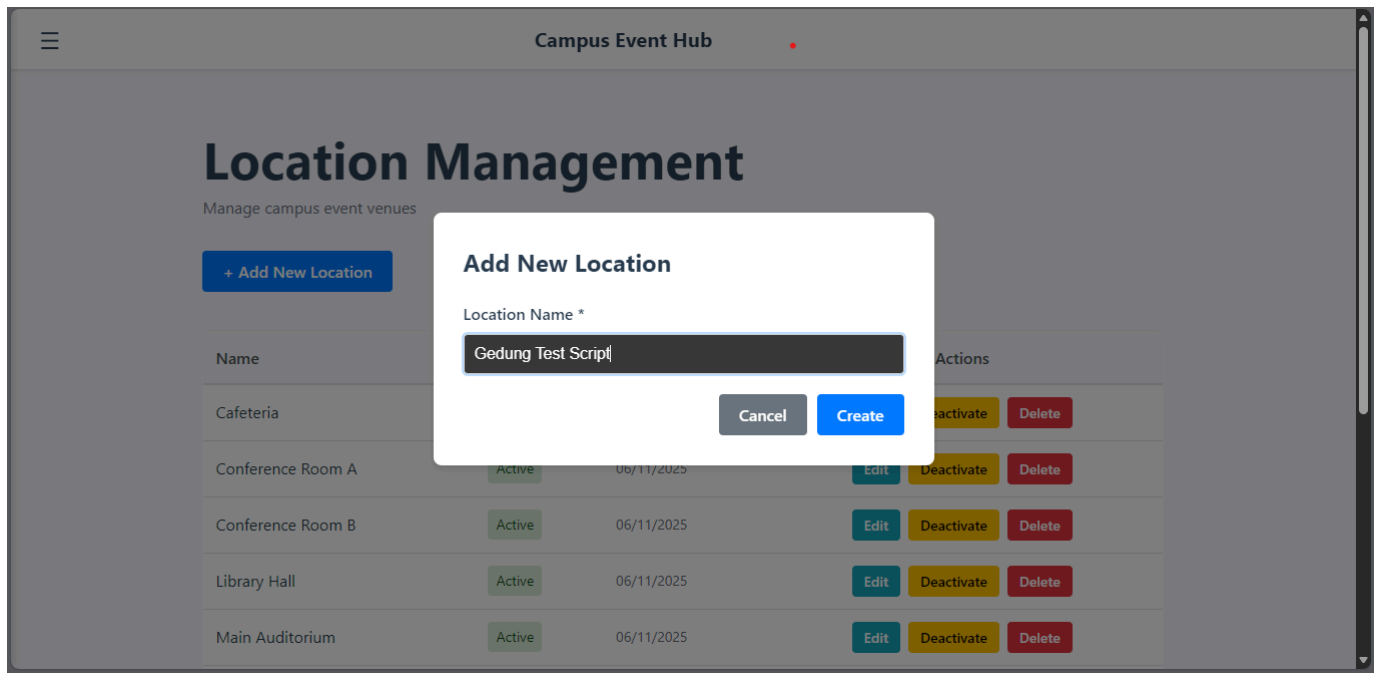 ☰ Campus Event Hub
Location Management
Manage campus event venues
+ Add New Location
Add New Location
Location Name *
Gedung Test Script
Cancel Create
Name Actions
Cafeteria Delete
Conference Room A Active 06/11/2025 Edit Deactivate Delete
Conference Room B Active 06/11/2025 Edit Deactivate Delete
Library Hall Active 06/11/2025 Edit Deactivate Delete
Main Auditorium Active 06/11/2025 Edit Deactivate Delete